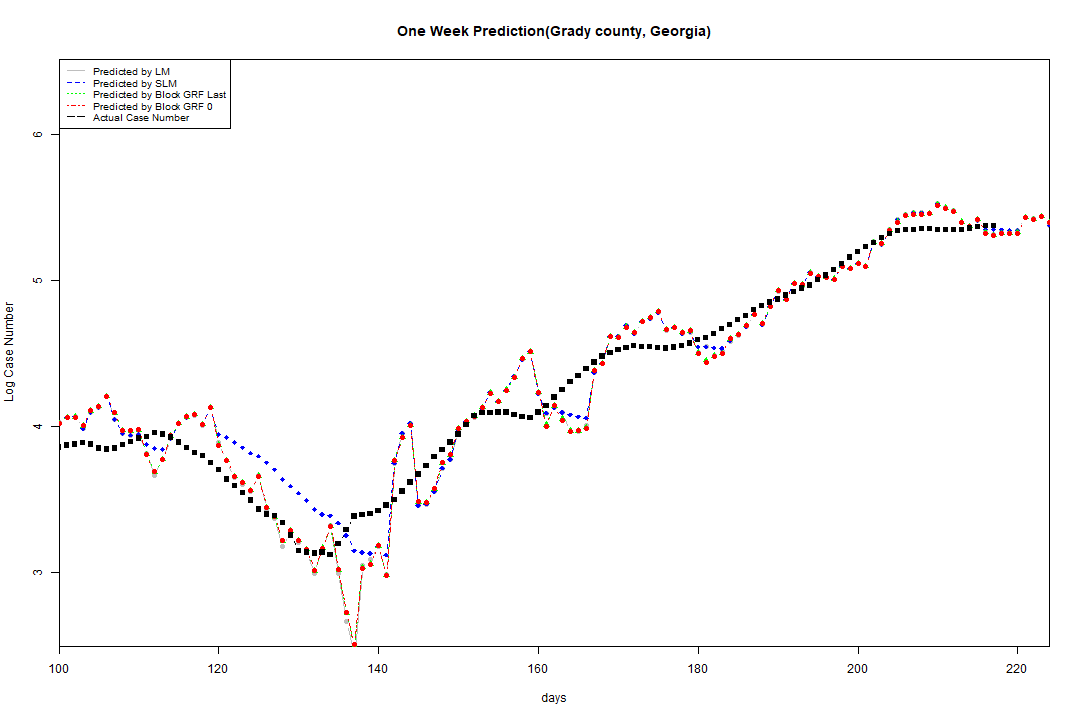 One Week Prediction(Grady county, Georgia)
Predicted by LM
Predicted by SLM
Predicted by Block GRF Last
Predicted by Block GRF 0
Actual Case Number
6
5
4
3
Log Case Number
100 120 140 160 180 200 220
days